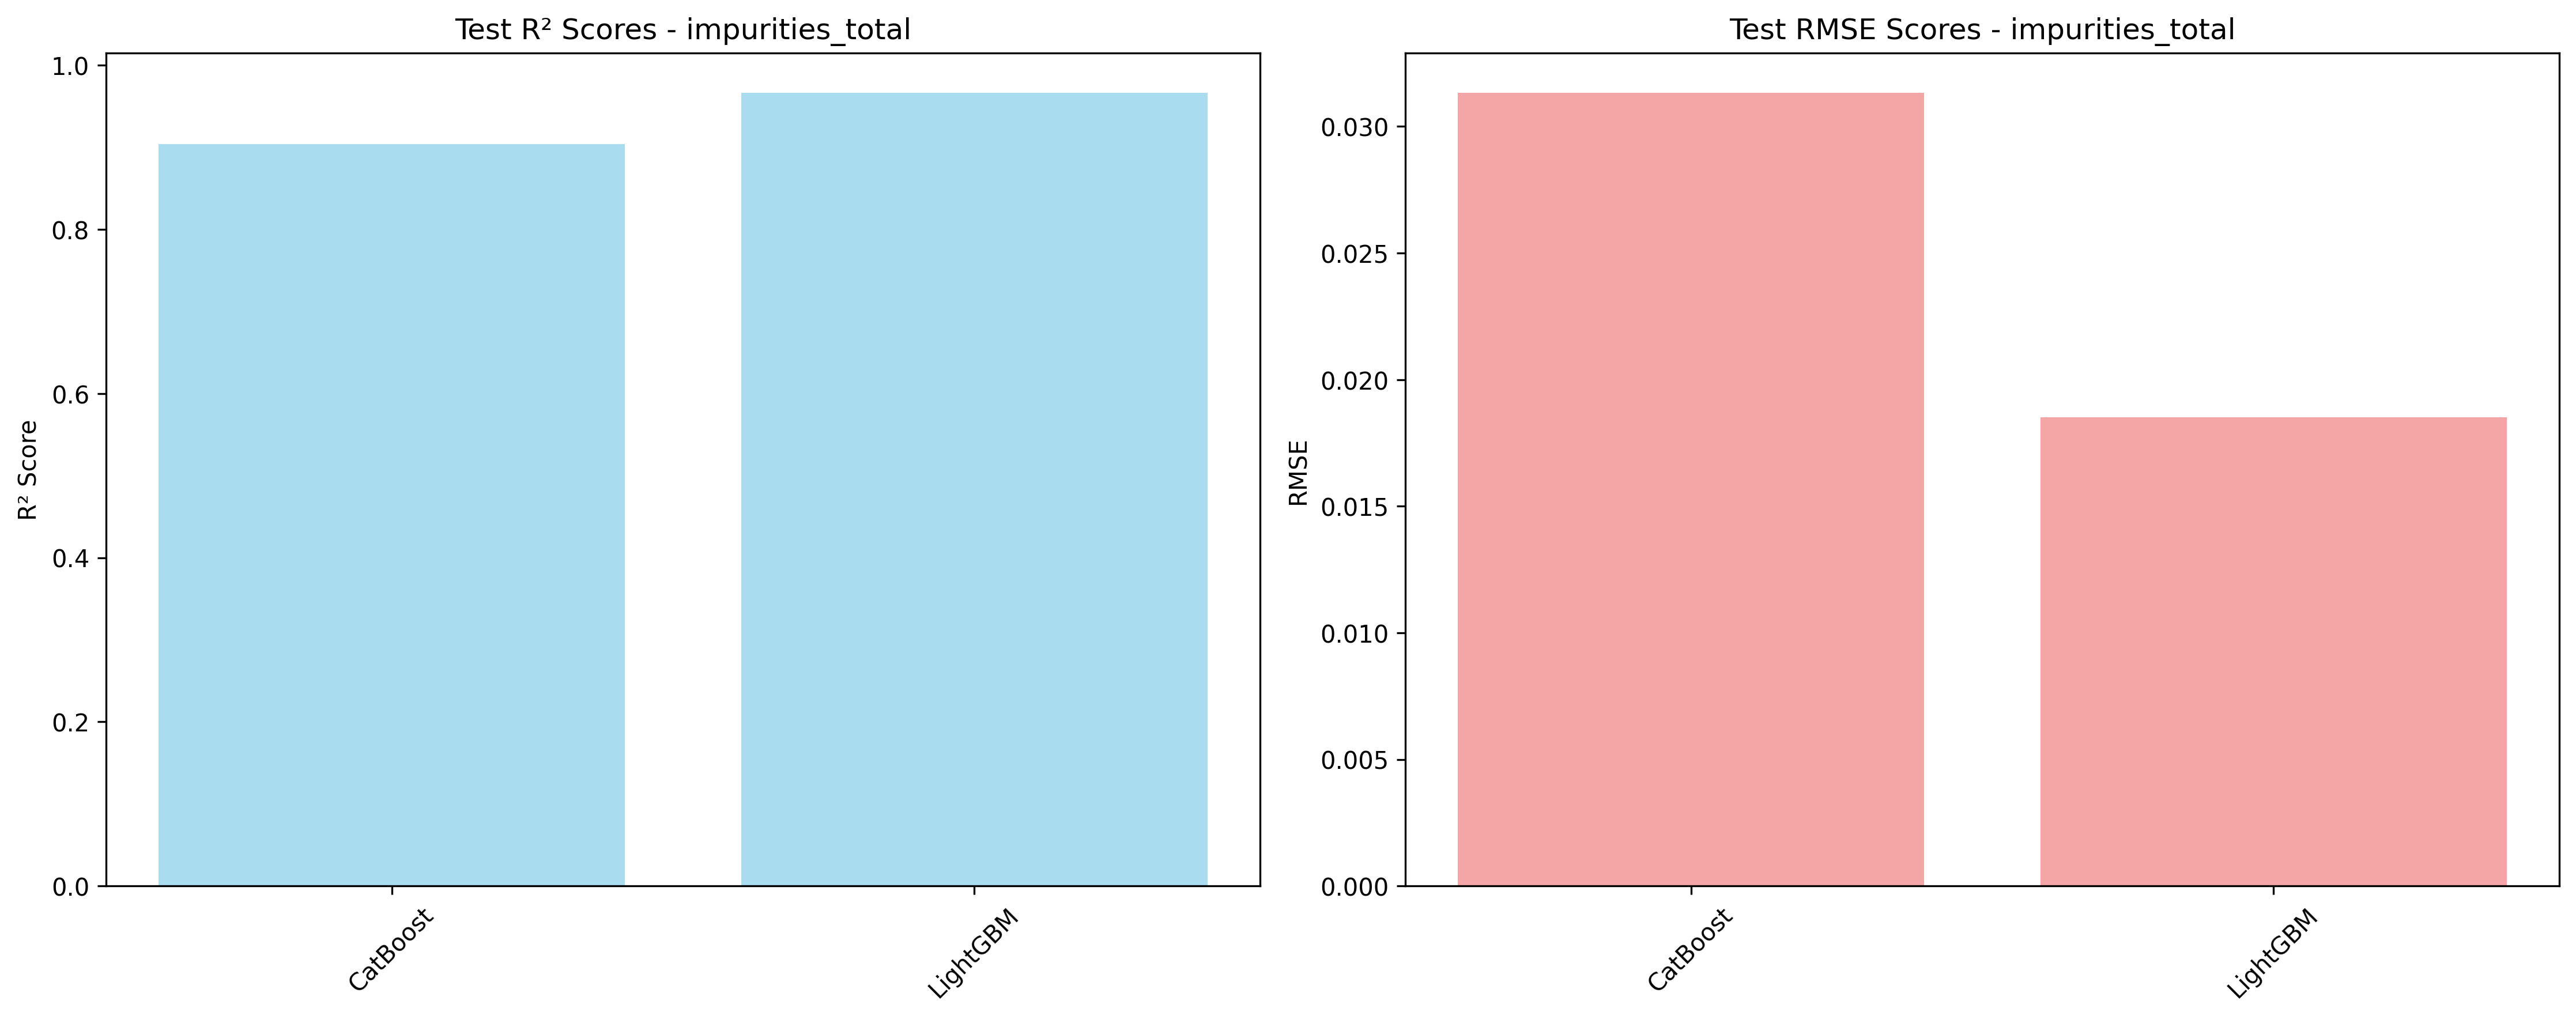 Test R² Scores - impurities_total
R² Score
1.0
0.8
0.6
0.4
0.2
0.0
CatBoost
LightGBM
Test RMSE Scores - impurities_total
RMSE
0.030
0.025
0.020
0.015
0.010
0.005
0.000
CatBoost
LightGBM